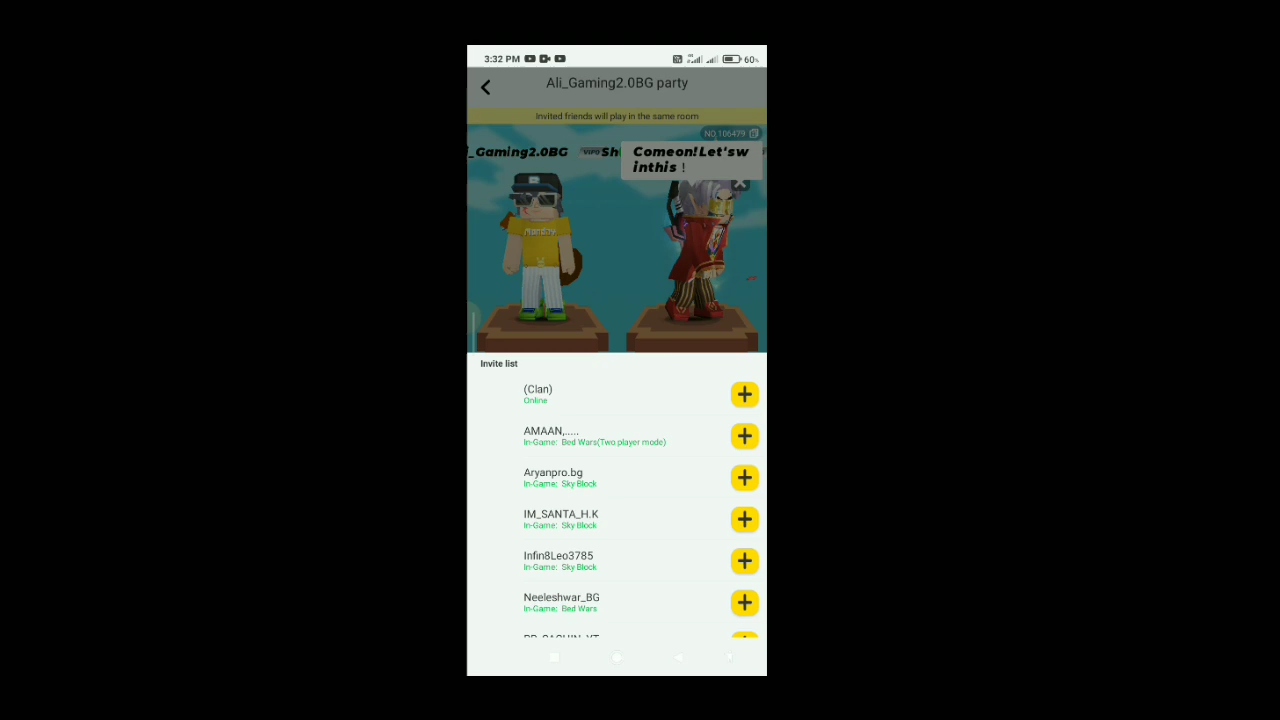 3:32 PM
60%
Ali_Gaming2.0BG party
Invited friends will play in the same room
NO.106479
i_Gaming2.0BG
Sh
Comeon!Let'sw
inthis !
Invite list
(Clan)
Online
AMAAN,.....
In-Game: Bed Wars(Two player mode)
Aryanpro.bg
In-Game: Sky Block
IM_SANTA_H.K
In-Game: Sky Block
Infin8Leo3785
In-Game: Sky Block
Neeleshwar_BG
In-Game: Bed Wars